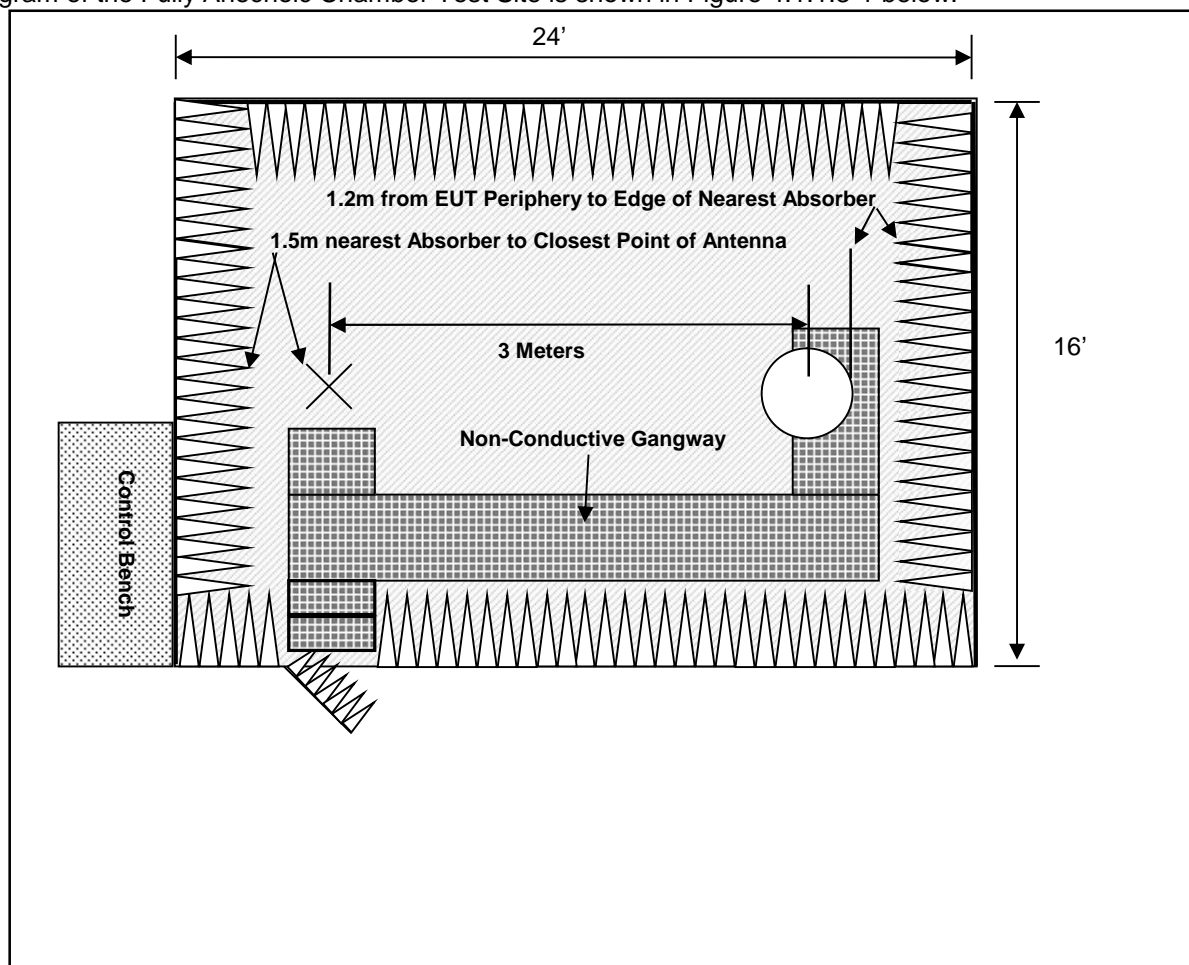 24’
1.2m from EUT Periphery to Edge of Nearest Absorber
1.5m nearest Absorber to Closest Point of Antenna
3 Meters
16’
Non-Conductive Gangway
Control Bench